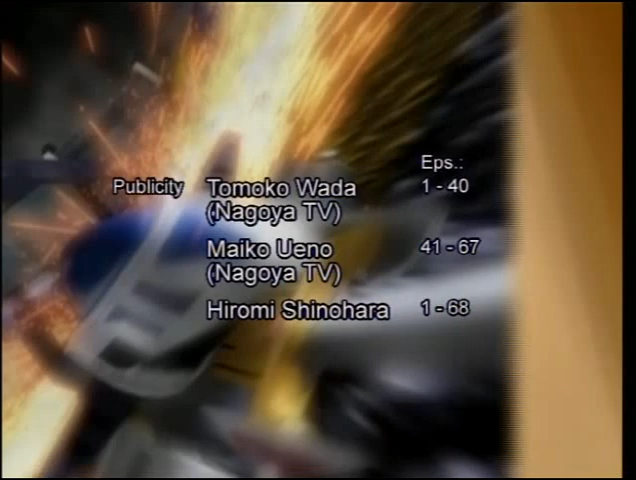 Eps.:
Publicity Tomoko Wada 1 - 40
(Nagoya TV)
Maiko Ueno 41 - 67
(Nagoya TV)
Hiromi Shinohara 1 - 68